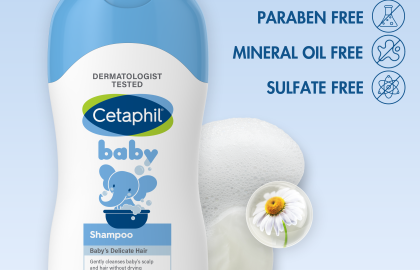 PARABEN FREE
MINERAL OIL FREE
SULFATE FREE
DERMATOLOGIST
TESTED
Cetaphil
baby
Shampoo
Baby's Delicate Hair
Gently cleanses baby's scalp
and hair without drying